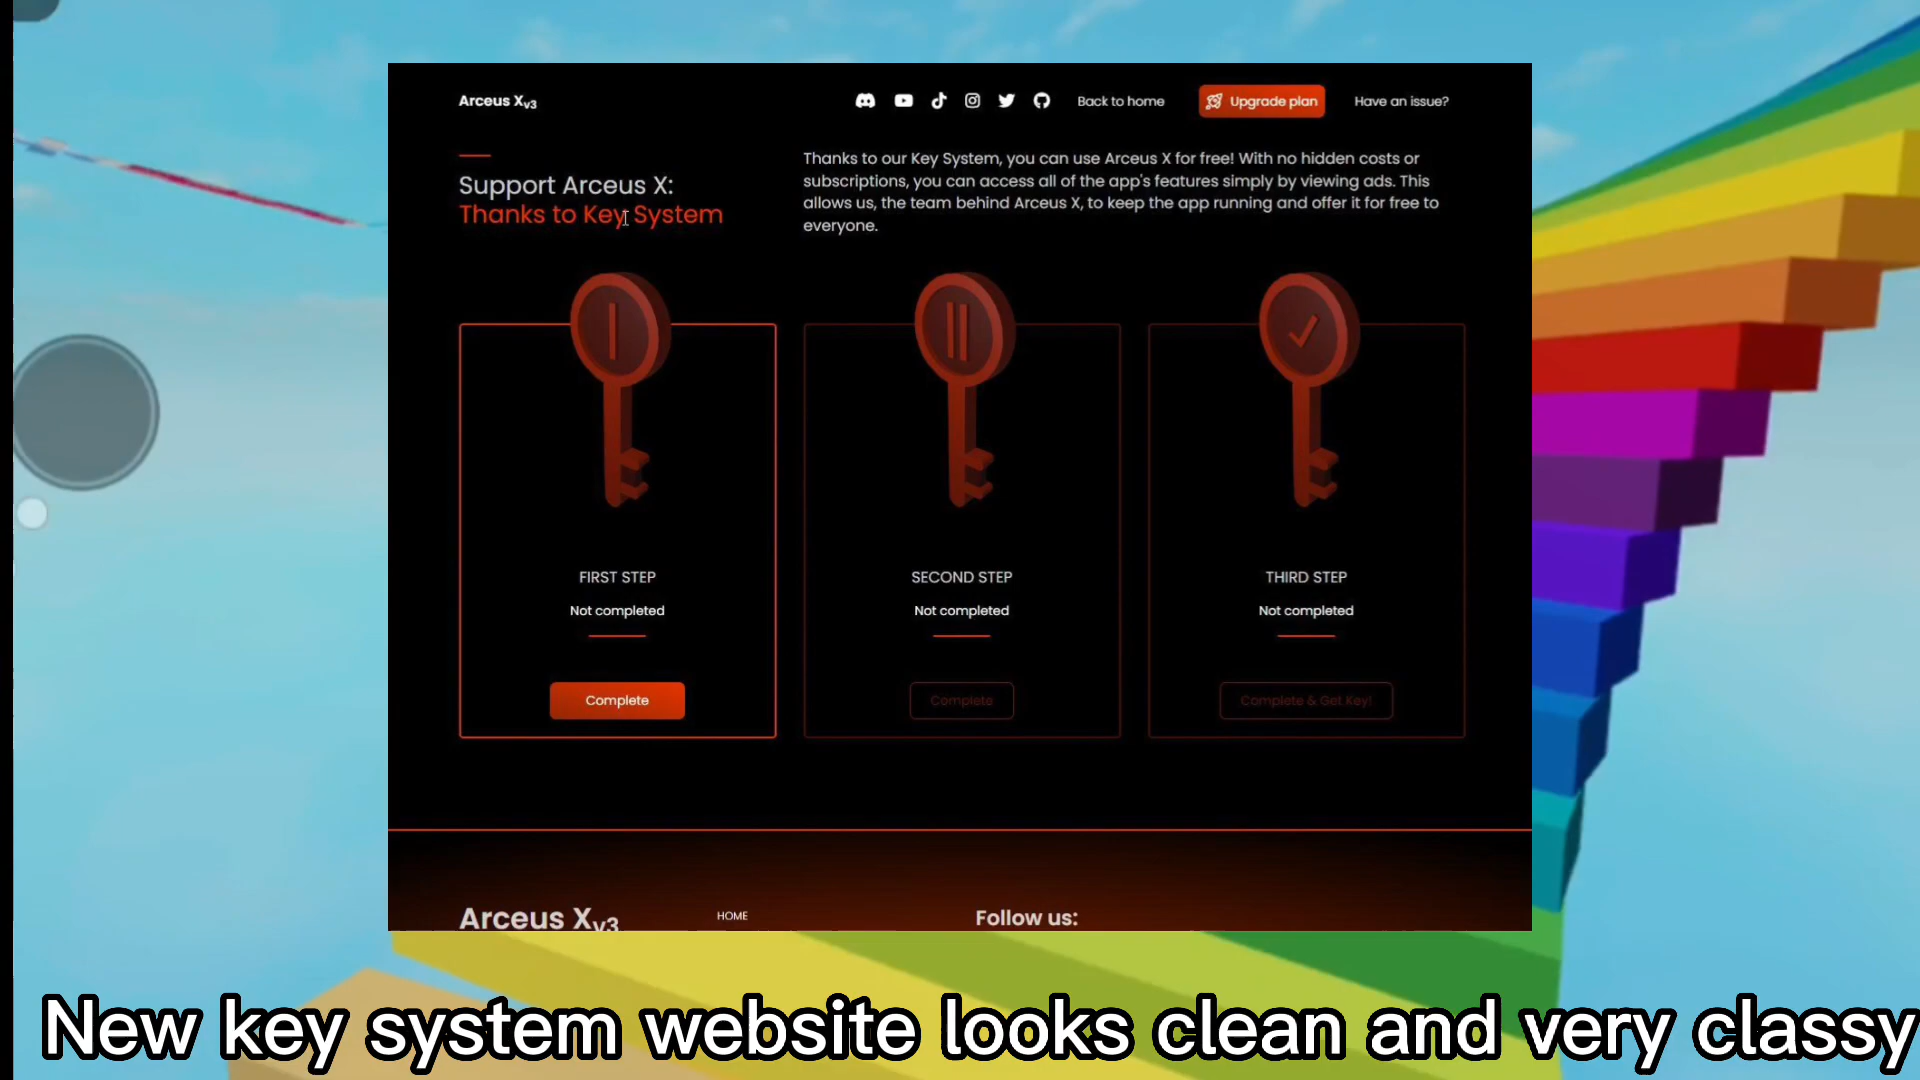 Arceus Xv3
Back to home
Upgrade plan
Have an issue?
Support Arceus X:
Thanks to Key System
Thanks to our Key System, you can use Arceus X for free! With no hidden costs or
subscriptions, you can access all of the app's features simply by viewing ads. This
allows us, the team behind Arceus X, to keep the app running and offer it for free to
everyone.
FIRST STEP
Not completed
Complete
SECOND STEP
Not completed
Complete
THIRD STEP
Not completed
Complete & Get Key!
Arceus Xv3
HOME
Follow us:
New key system website looks clean and very classy